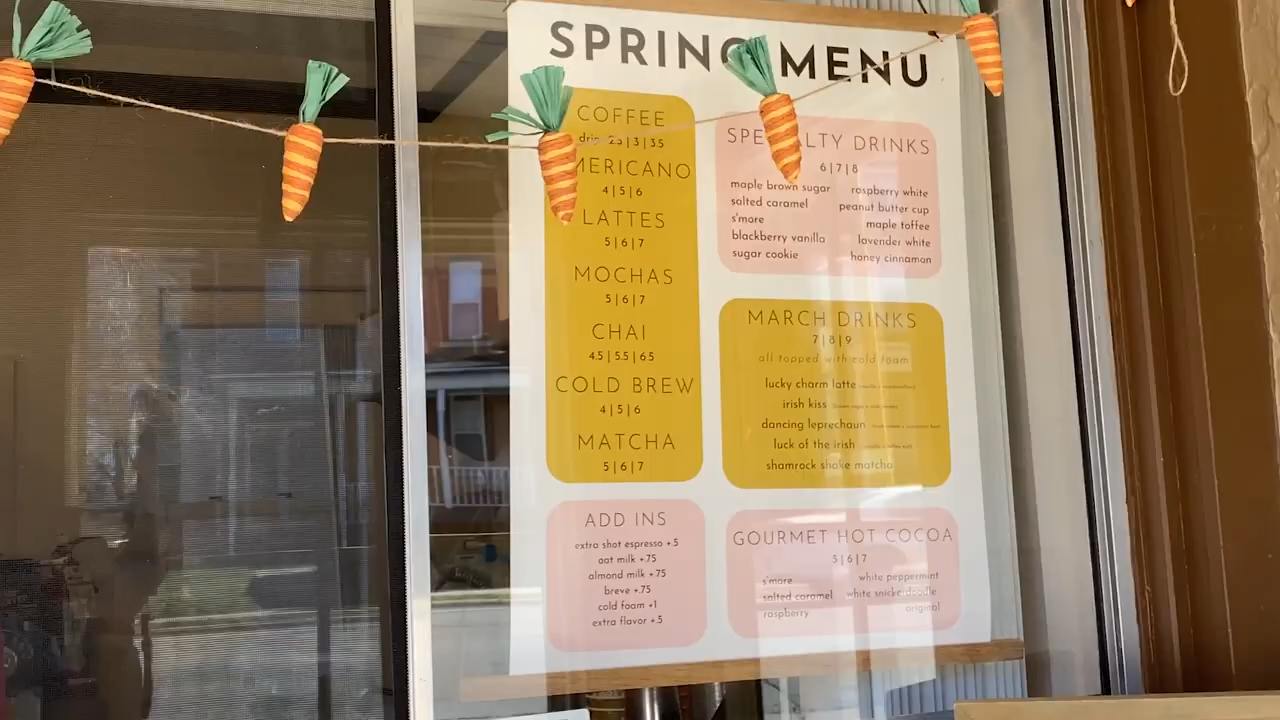 SPRING MENU
COFFEE
drip 2.5 | 3 | 3.5
AMERICANO
4 | 5 | 6
LATTES
5 | 6 | 7
MOCHAS
5 | 6 | 7
CHAI
4.5 | 5.5 | 6.5
COLD BREW
4 | 5 | 6
MATCHA
5 | 6 | 7
ADD INS
extra shot espresso +.5
oat milk +.75
almond milk +.75
breve +.75
cold foam +1
extra flavor +.5
SPECIALTY DRINKS
6 | 7 | 8
maple brown sugar
salted caramel
s'more
blackberry vanilla
sugar cookie
raspberry white
peanut butter cup
maple toffee
lavender white
honey cinnamon
MARCH DRINKS
7 | 8 | 9
all topped with cold foam
lucky charm latte
irish kiss
dancing leprechaun
luck of the irish
shamrock shake matcha
GOURMET HOT COCOA
5 | 6 | 7
s'more
salted caramel
raspberry
white peppermint
white snickerdoodle
original